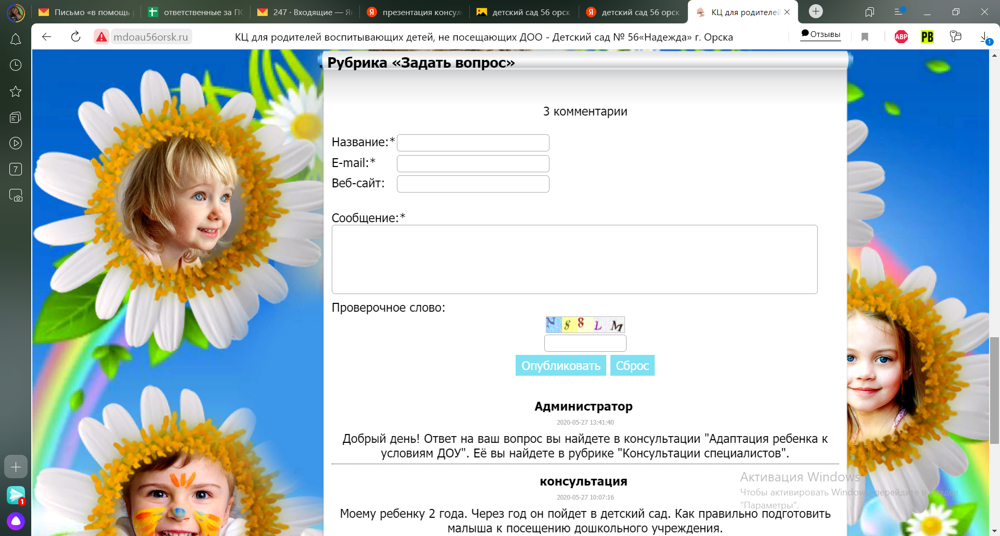 Письмо «в помощь р
ответственные за ПО
247 · Входящие — Ян
презентация консул
детский сад 56 орск
детский сад 56 орск
КЦ для родителей
mdoau56orsk.ru
КЦ для родителей воспитывающих детей, не посещающих ДОО - Детский сад № 56«Надежда» г. Орска
Отзывы
ABP
PB
1
7
. Рубрика «Задать вопрос»
3 комментарии
Название:*
E-mail:*
Веб-сайт:
Сообщение:*
Проверочное слово:
N 8 8 L M
Опубликовать Сброс
Администратор
2020-05-27 13:41:40
Добрый день! Ответ на ваш вопрос вы найдете в консультации "Адаптация ребенка к
условиям ДОУ". Её вы найдете в рубрике "Консультации специалистов".
консультация
2020-05-27 10:07:16
Моему ребенку 2 года. Через год он пойдет в детский сад. Как правильно подготовить
малыша к посещению дошкольного учреждения.
Активация Windows
Чтобы активировать Windows, перейдите в раздел
"Параметры".
1